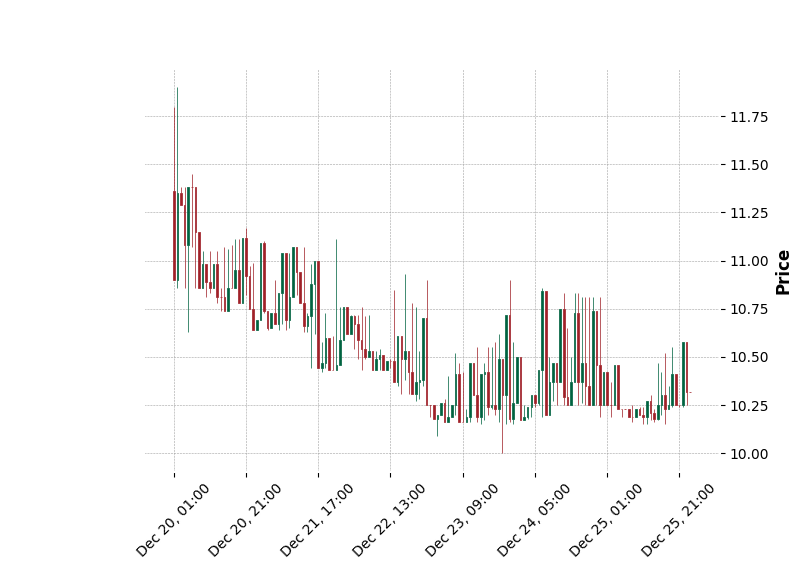 11.75
11.50
11.25
11.00
10.75
10.50
10.25
10.00
Price
Dec 20, 01:00
Dec 20, 21:00
Dec 21, 17:00
Dec 22, 13:00
Dec 23, 09:00
Dec 24, 05:00
Dec 25, 01:00
Dec 25, 21:00